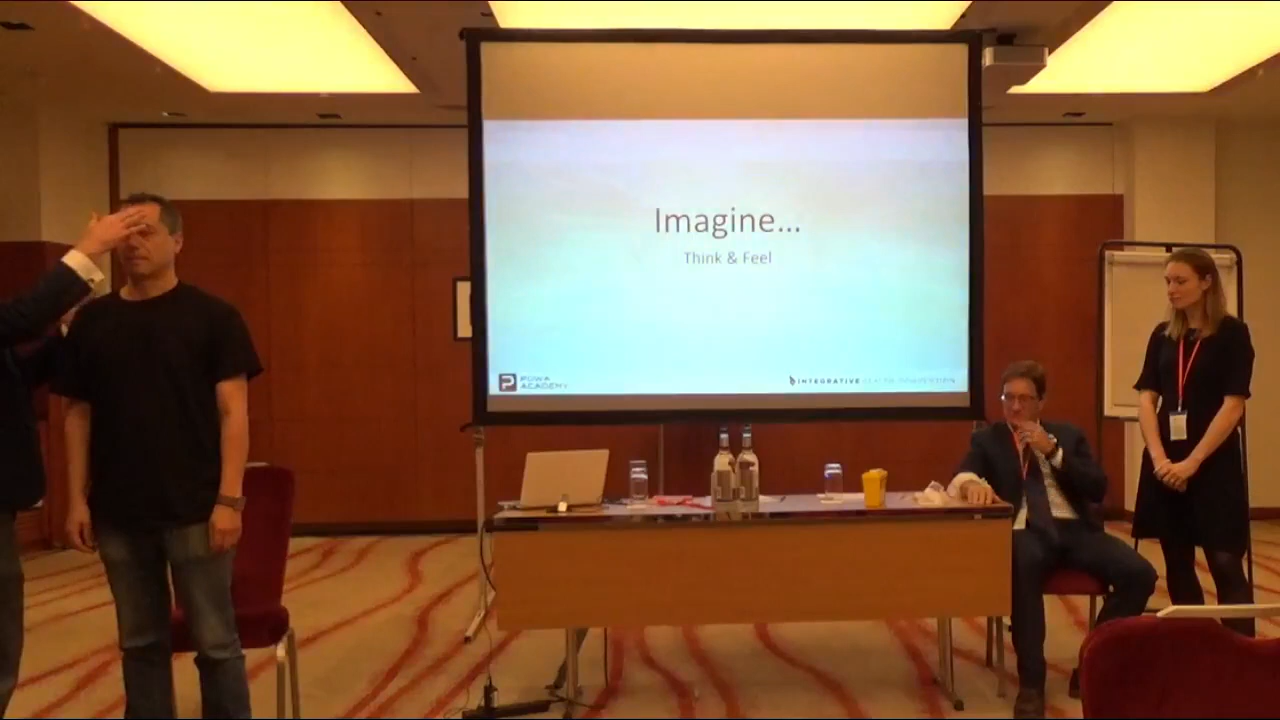 Imagine...
Think & Feel
POWA
ACADEMY
INTEGRATIVE